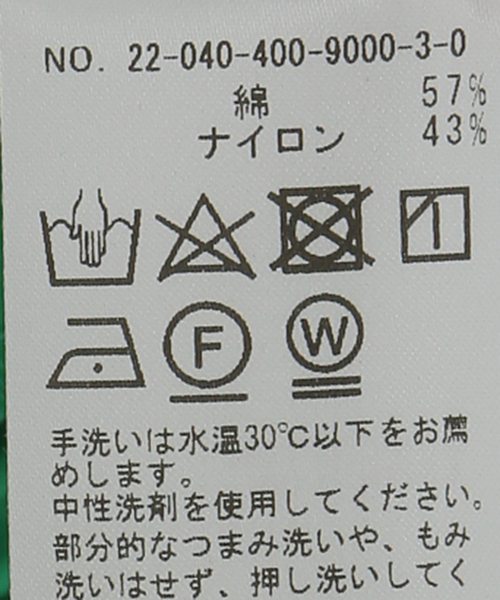 NO. 22-040-400-9000-3-0
綿 57%
ナイロン 43%
F W
手洗いは水温30℃以下をお薦
めします。
中性洗剤を使用してください。
部分的なつまみ洗いや、もみ
洗いはせず、押し洗いしてく